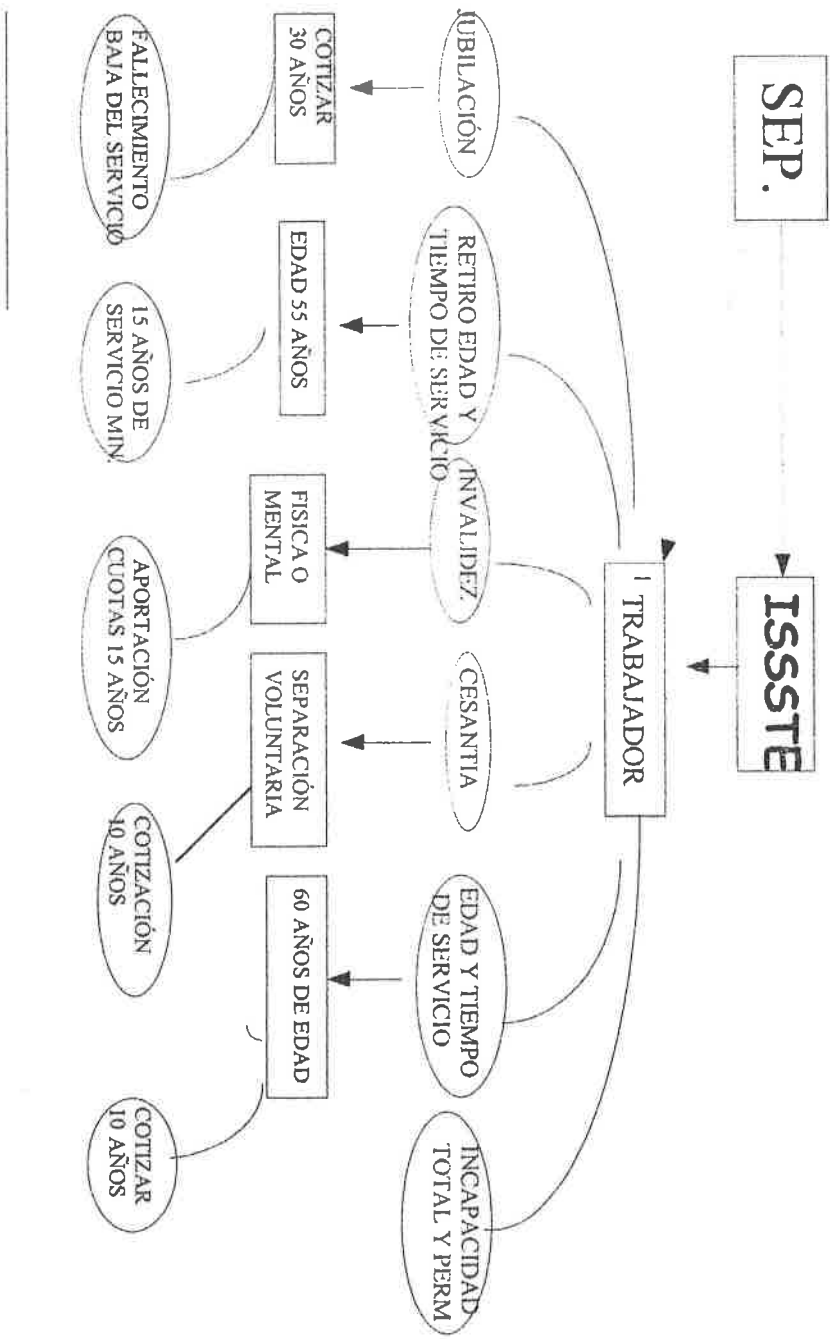 SEP.
ISSSTE
TRABAJADOR
JUBILACIÓN
RETIRO EDAD Y
TIEMPO DE SERVICIO
INVALIDEZ
CESANTIA
EDAD Y TIEMPO
DE SERVICIO
INCAPACIDAD
TOTAL Y PERM
COTIZAR
30 AÑOS
EDAD 55 AÑOS
FISICA O
MENTAL
SEPARACIÓN
VOLUNTARIA
60 AÑOS DE EDAD
FALLECIMIENTO
BAJA DEL SERVICIO
15 AÑOS DE
SERVICIO MIN.
APORTACIÓN
CUOTAS 15 AÑOS
COTIZACIÓN
10 AÑOS
COTIZAR
10 AÑOS